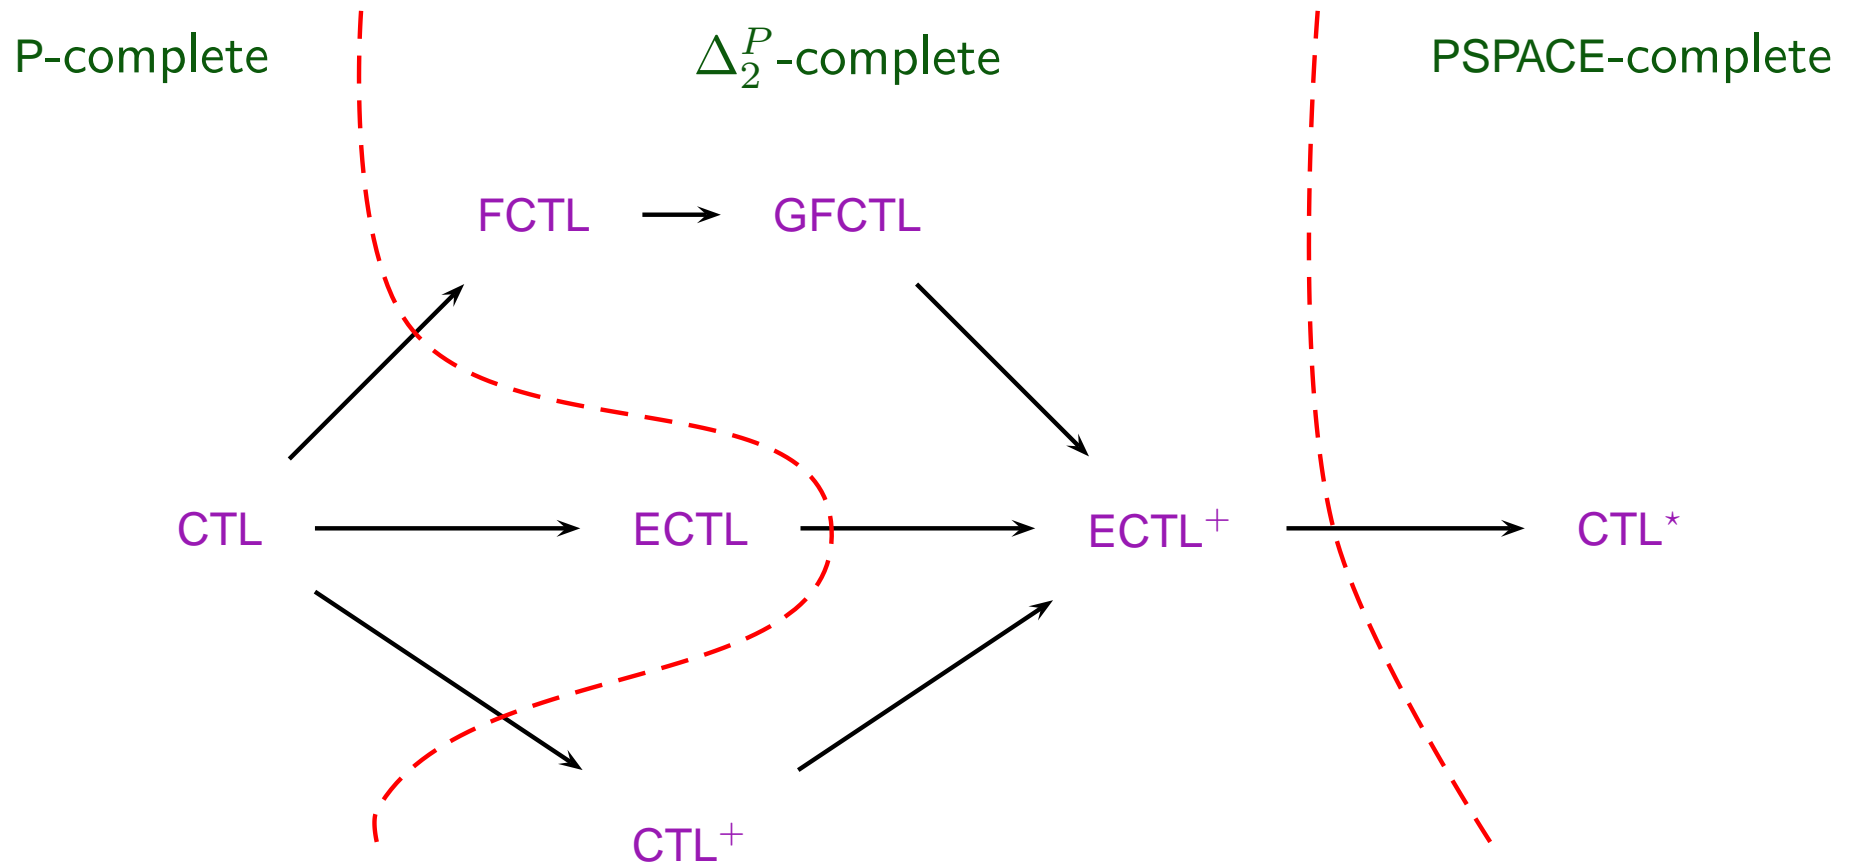 P-complete
Δ₂ᴾ-complete
PSPACE-complete
FCTL
GFCTL
CTL
ECTL
ECTL⁺
CTL⋆
CTL⁺